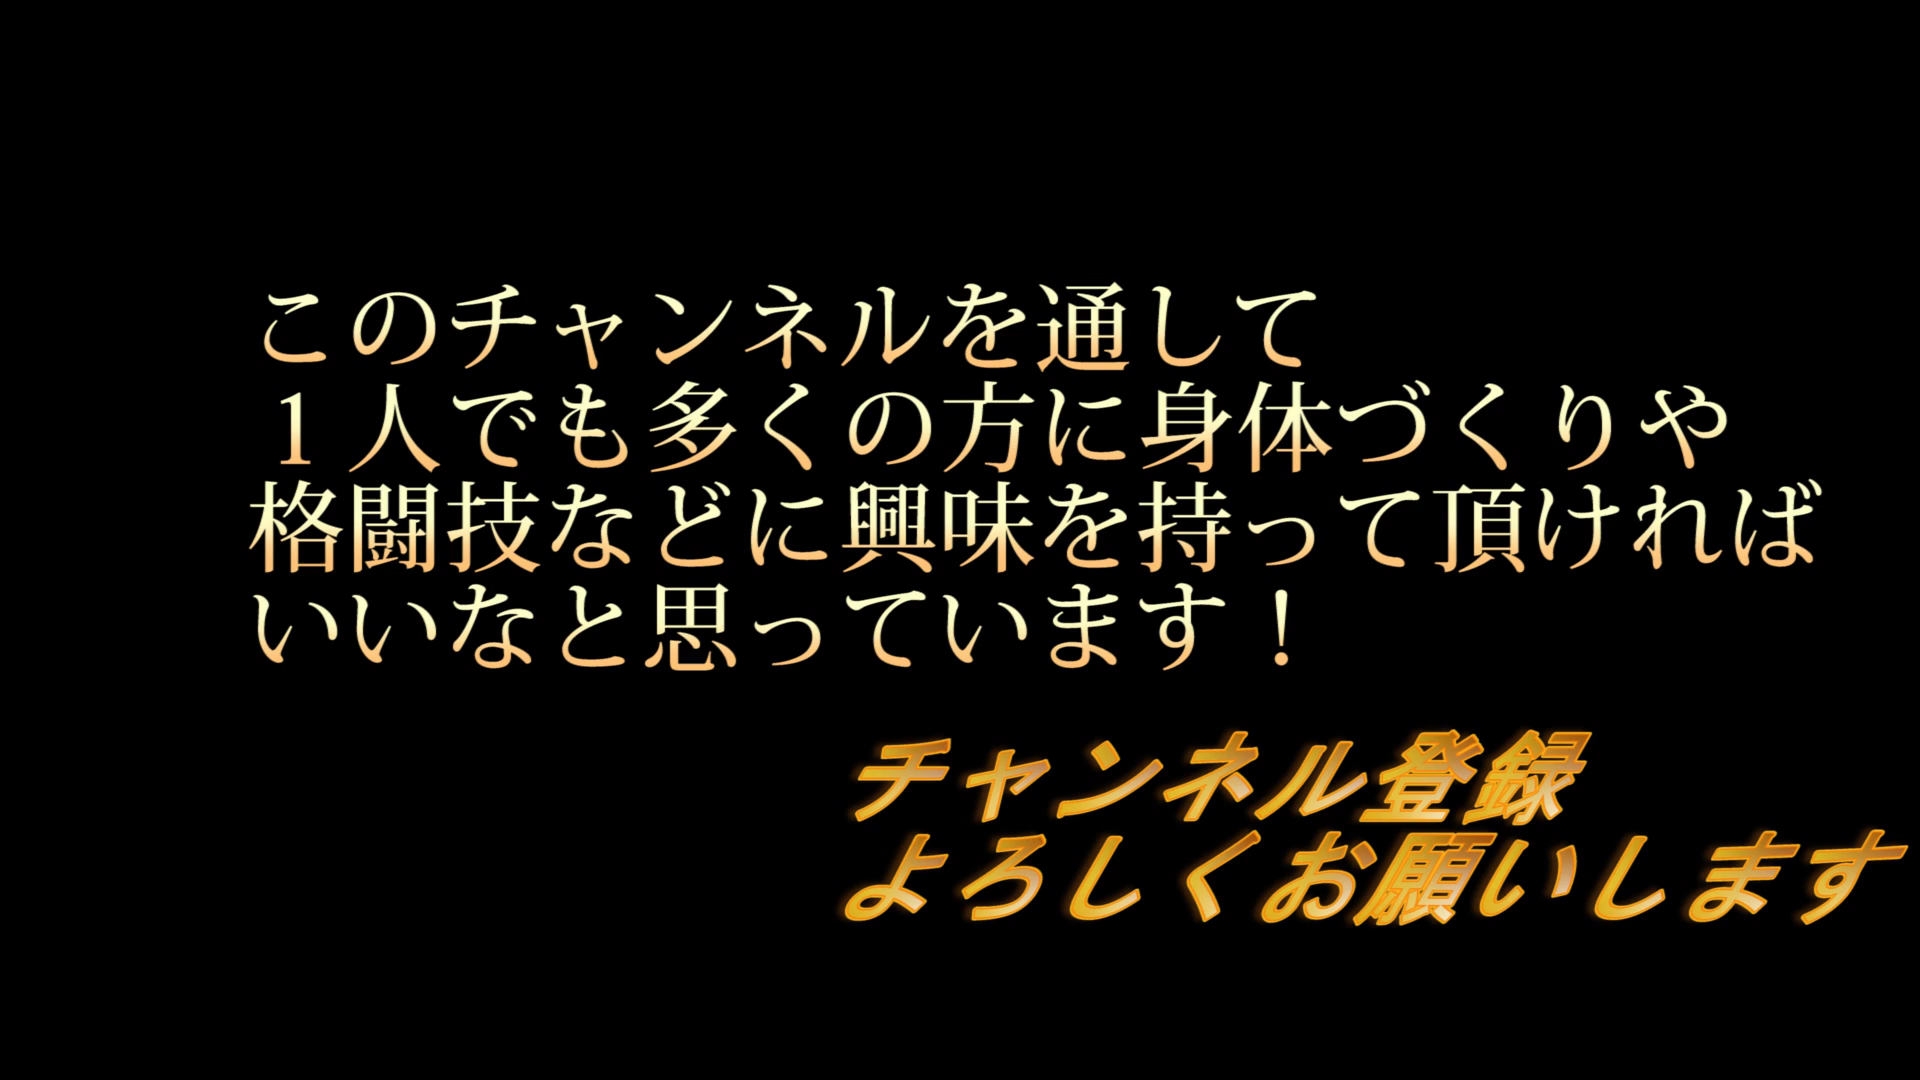 このチャンネルを通して
１人でも多くの方に身体づくりや
格闘技などに興味を持って頂ければ
いいなと思っています！
チャンネル登録
よろしくお願いします